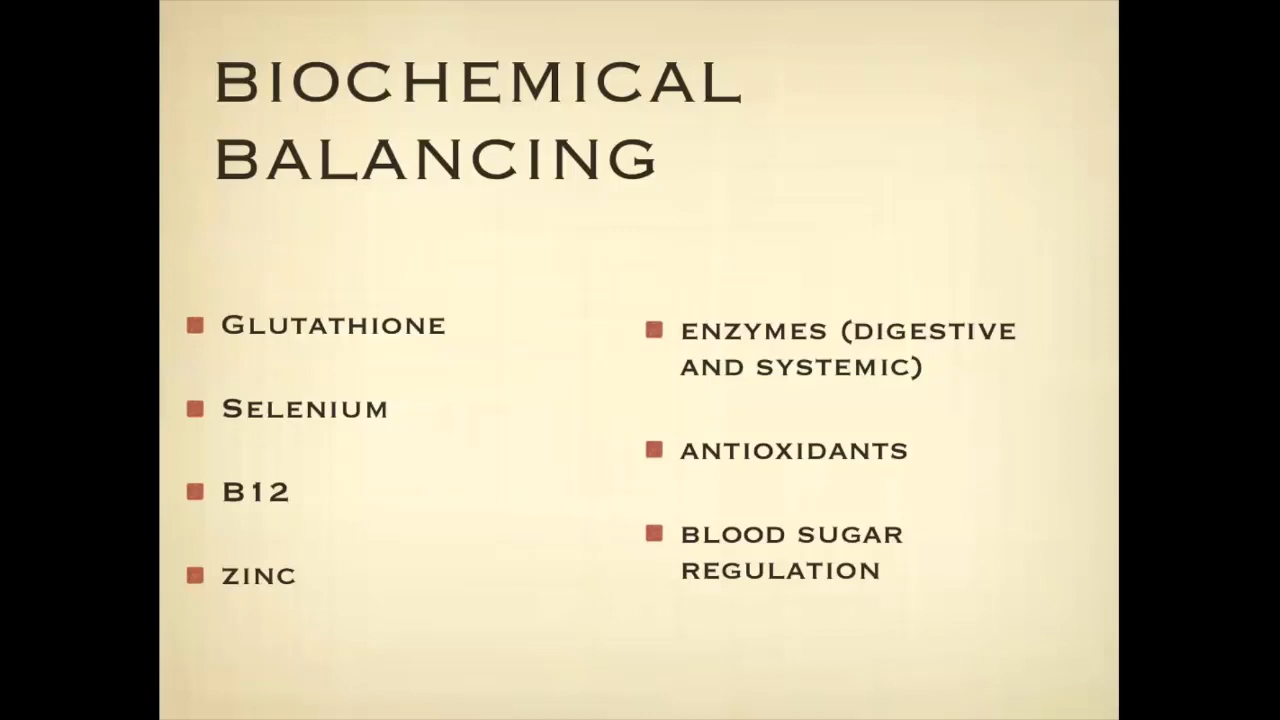 BIOCHEMICAL
BALANCING
GLUTATHIONE
SELENIUM
B12
ZINC
ENZYMES (DIGESTIVE
AND SYSTEMIC)
ANTIOXIDANTS
BLOOD SUGAR
REGULATION